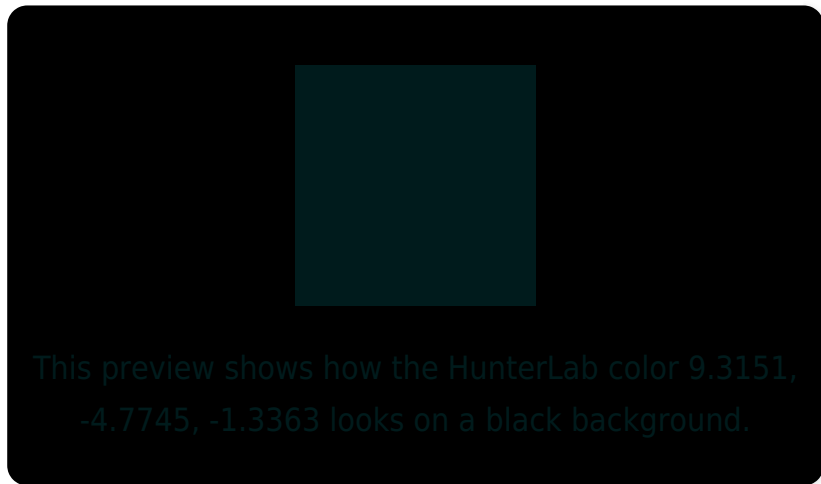 This preview shows how the HunterLab color 9.3151,
-4.7745, -1.3363 looks on a black background.